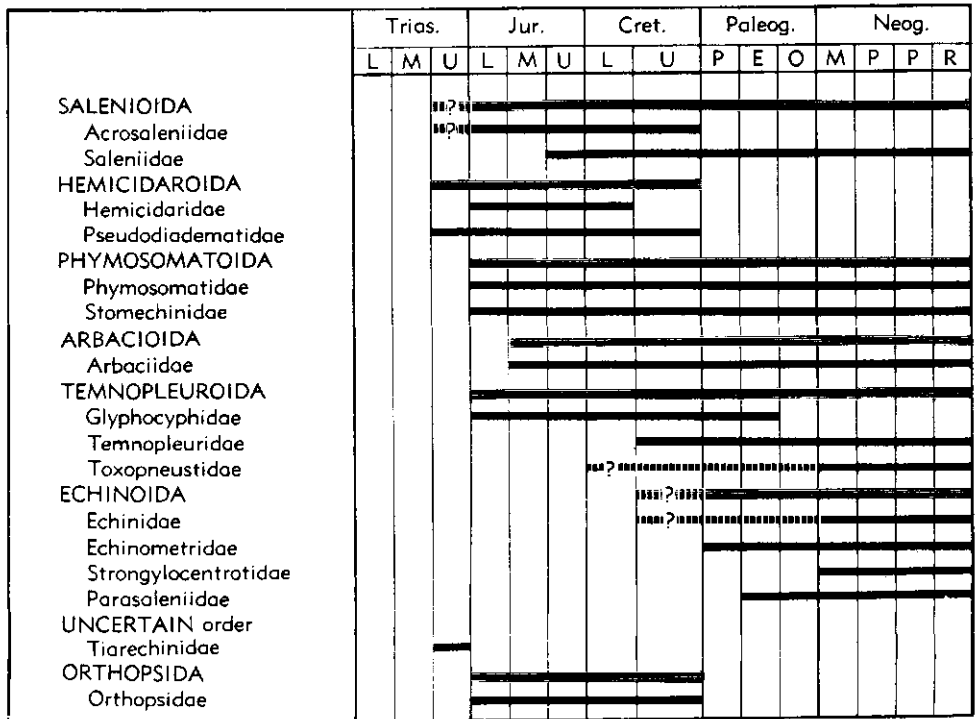 Trias. Jur. Cret. Paleog. Neog.
L M U L M U L U P E O M P P R
SALENIOIDA ?
Acrosaleniidae ?
Saleniidae
HEMICIDAROIDA
Hemicidaridae
Pseudodiadematidae
PHYMOSOMATOIDA
Phymosomatidae
Stomechinidae
ARBACIOIDA
Arbaciidae
TEMNOPLEUROIDA
Glyphocyphidae
Temnopleuridae
Toxopneustidae ?
ECHINOIDA ?
Echinidae ?
Echinometridae
Strongylocentrotidae
Parasaleniidae
UNCERTAIN order
Tiarechinidae
ORTHOPSIDA
Orthopsidae